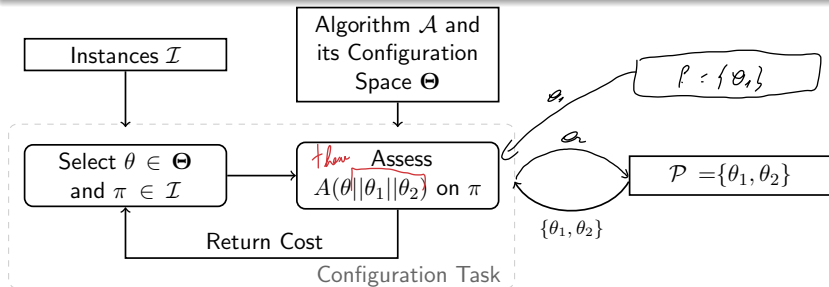 Instances 𝓘
Algorithm 𝒜 and
its Configuration
Space Θ
θ₁
P : {θ₁}
Select θ ∈ Θ
and π ∈ 𝓘
then Assess
A(θ||θ₁||θ₂) on π
θ₂
𝒫 ={θ₁, θ₂}
{θ₁, θ₂}
Return Cost
Configuration Task